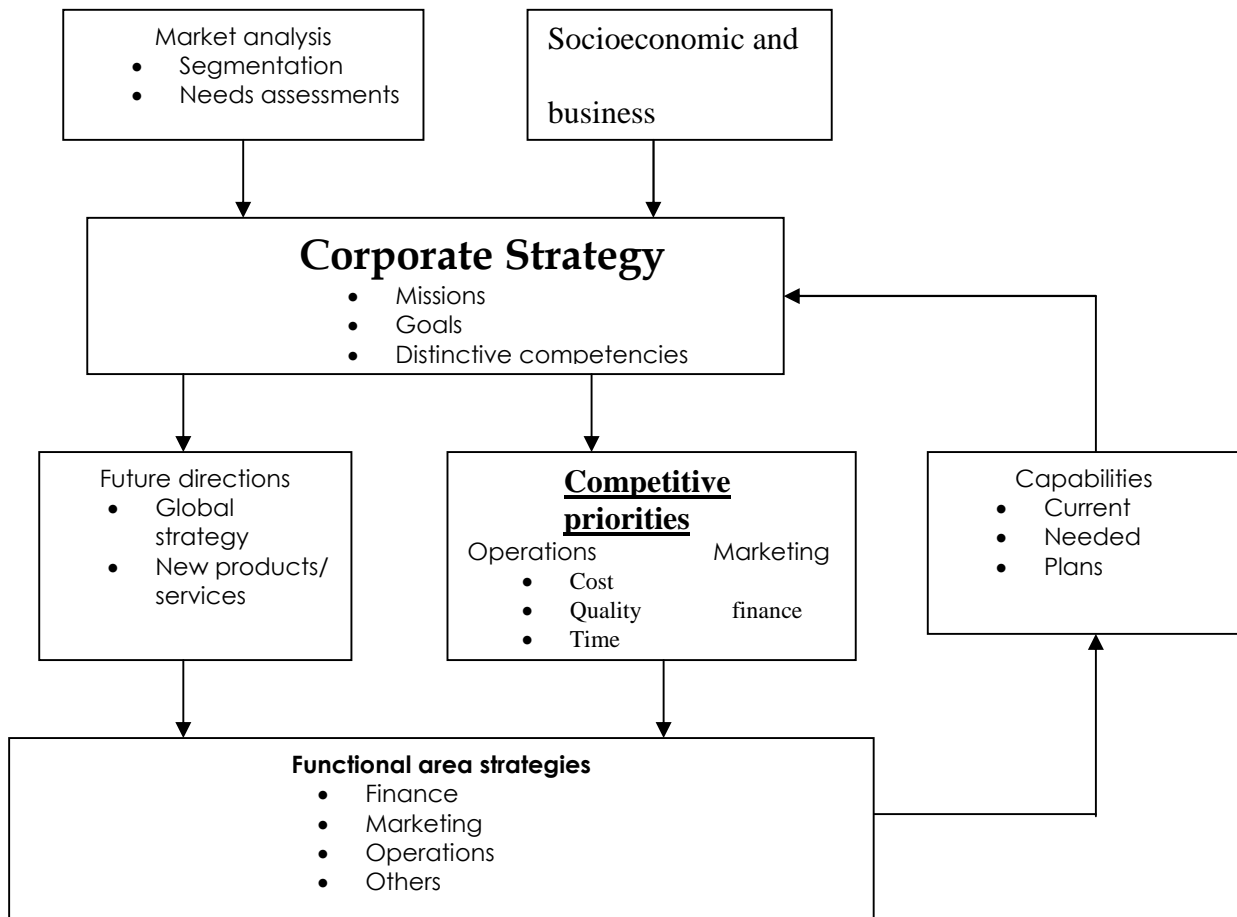 Market analysis
• Segmentation
• Needs assessments
Socioeconomic and
business
Corporate Strategy
• Missions
• Goals
• Distinctive competencies
Future directions
• Global
strategy
• New products/
services
Competitive
priorities
Operations Marketing
• Cost
• Quality finance
• Time
Capabilities
• Current
• Needed
• Plans
Functional area strategies
• Finance
• Marketing
• Operations
• Others